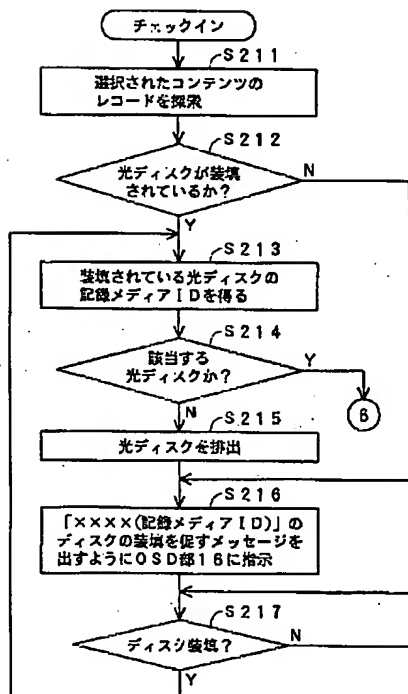 チェックイン
S211
選択されたコンテンツの
レコードを探索
S212
光ディスクが装填
されているか？
N
Y
S213
装填されている光ディスクの
記録メディアIDを得る
S214
該当する
光ディスクか？
Y
N
6
S215
光ディスクを排出
S216
「××××(記録メディアID)」の
ディスクの装填を促すメッセージを
出すようにOSD部16に指示
S217
ディスク装填？
N
Y